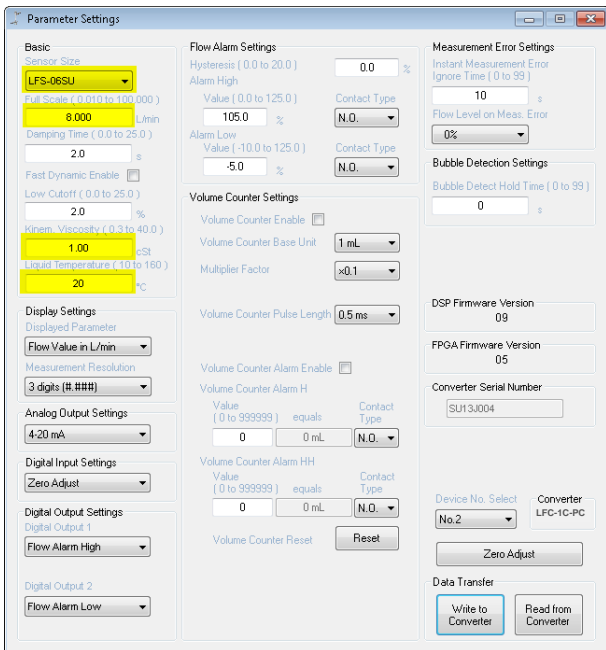 Parameter Settings
Basic
Sensor Size
LFS-06SU
Full Scale ( 0.010 to 100.000 )
8.000 L/min
Damping Time ( 0.0 to 25.0 )
2.0 s
Fast Dynamic Enable
Low Cutoff ( 0.0 to 25.0 )
2.0 %
Kinem. Viscosity ( 0.3 to 40.0 )
1.00 cSt
Liquid Temperature ( 10 to 160 )
20 °C
Display Settings
Displayed Parameter
Flow Value in L/min
Measurement Resolution
3 digits (#.###)
Analog Output Settings
4-20 mA
Digital Input Settings
Zero Adjust
Digital Output Settings
Digital Output 1
Flow Alarm High
Digital Output 2
Flow Alarm Low
Flow Alarm Settings
Hysteresis ( 0.0 to 20.0 ) 0.0 %
Alarm High
Value ( 0.0 to 125.0 ) Contact Type
105.0 % N.O.
Alarm Low
Value ( -10.0 to 125.0 ) Contact Type
-5.0 % N.O.
Volume Counter Settings
Volume Counter Enable
Volume Counter Base Unit 1 mL
Multiplier Factor ×0.1
Volume Counter Pulse Length 0.5 ms
Volume Counter Alarm Enable
Volume Counter Alarm H
Value Contact
( 0 to 999999 ) equals Type
0 0 mL N.O.
Volume Counter Alarm HH
Value Contact
( 0 to 999999 ) equals Type
0 0 mL N.O.
Volume Counter Reset Reset
Measurement Error Settings
Instant Measurement Error
Ignore Time ( 0 to 99 )
10 s
Flow Level on Meas. Error
0%
Bubble Detection Settings
Bubble Detect Hold Time ( 0 to 99 )
0 s
DSP Firmware Version
09
FPGA Firmware Version
05
Converter Serial Number
SU13J004
Device No. Select Converter
No.2 LFC-1C-PC
Zero Adjust
Data Transfer
Write to Read from
Converter Converter